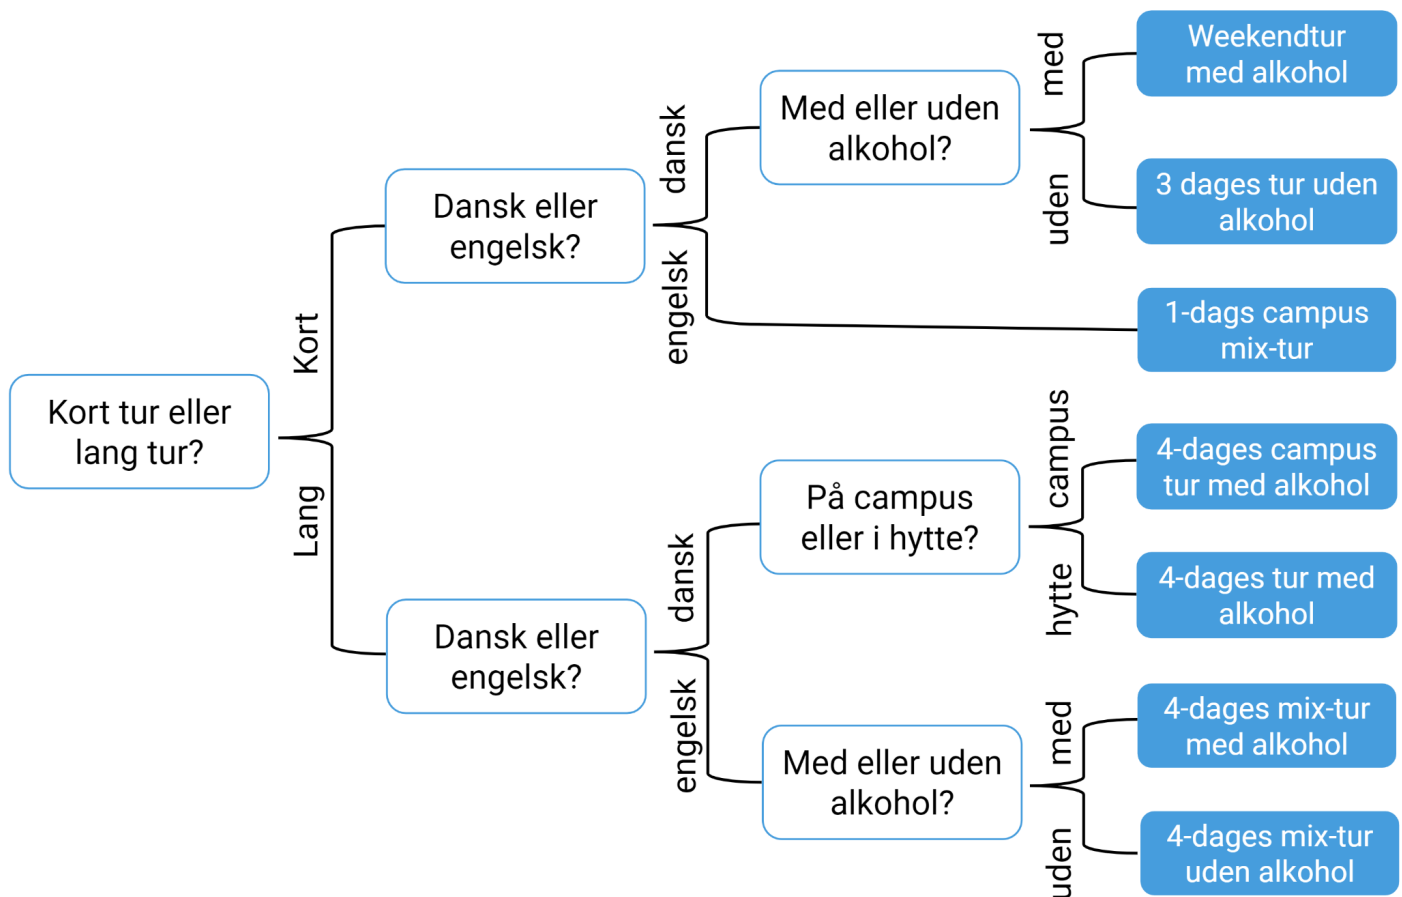 Kort tur eller
lang tur?
Kort
Lang
Dansk eller
engelsk?
dansk
engelsk
Med eller uden
alkohol?
med
uden
Weekendtur
med alkohol
3 dages tur uden
alkohol
1-dags campus
mix-tur
Dansk eller
engelsk?
dansk
engelsk
På campus
eller i hytte?
campus
hytte
4-dages campus
tur med alkohol
4-dages tur med
alkohol
Med eller uden
alkohol?
med
uden
4-dages mix-tur
med alkohol
4-dages mix-tur
uden alkohol